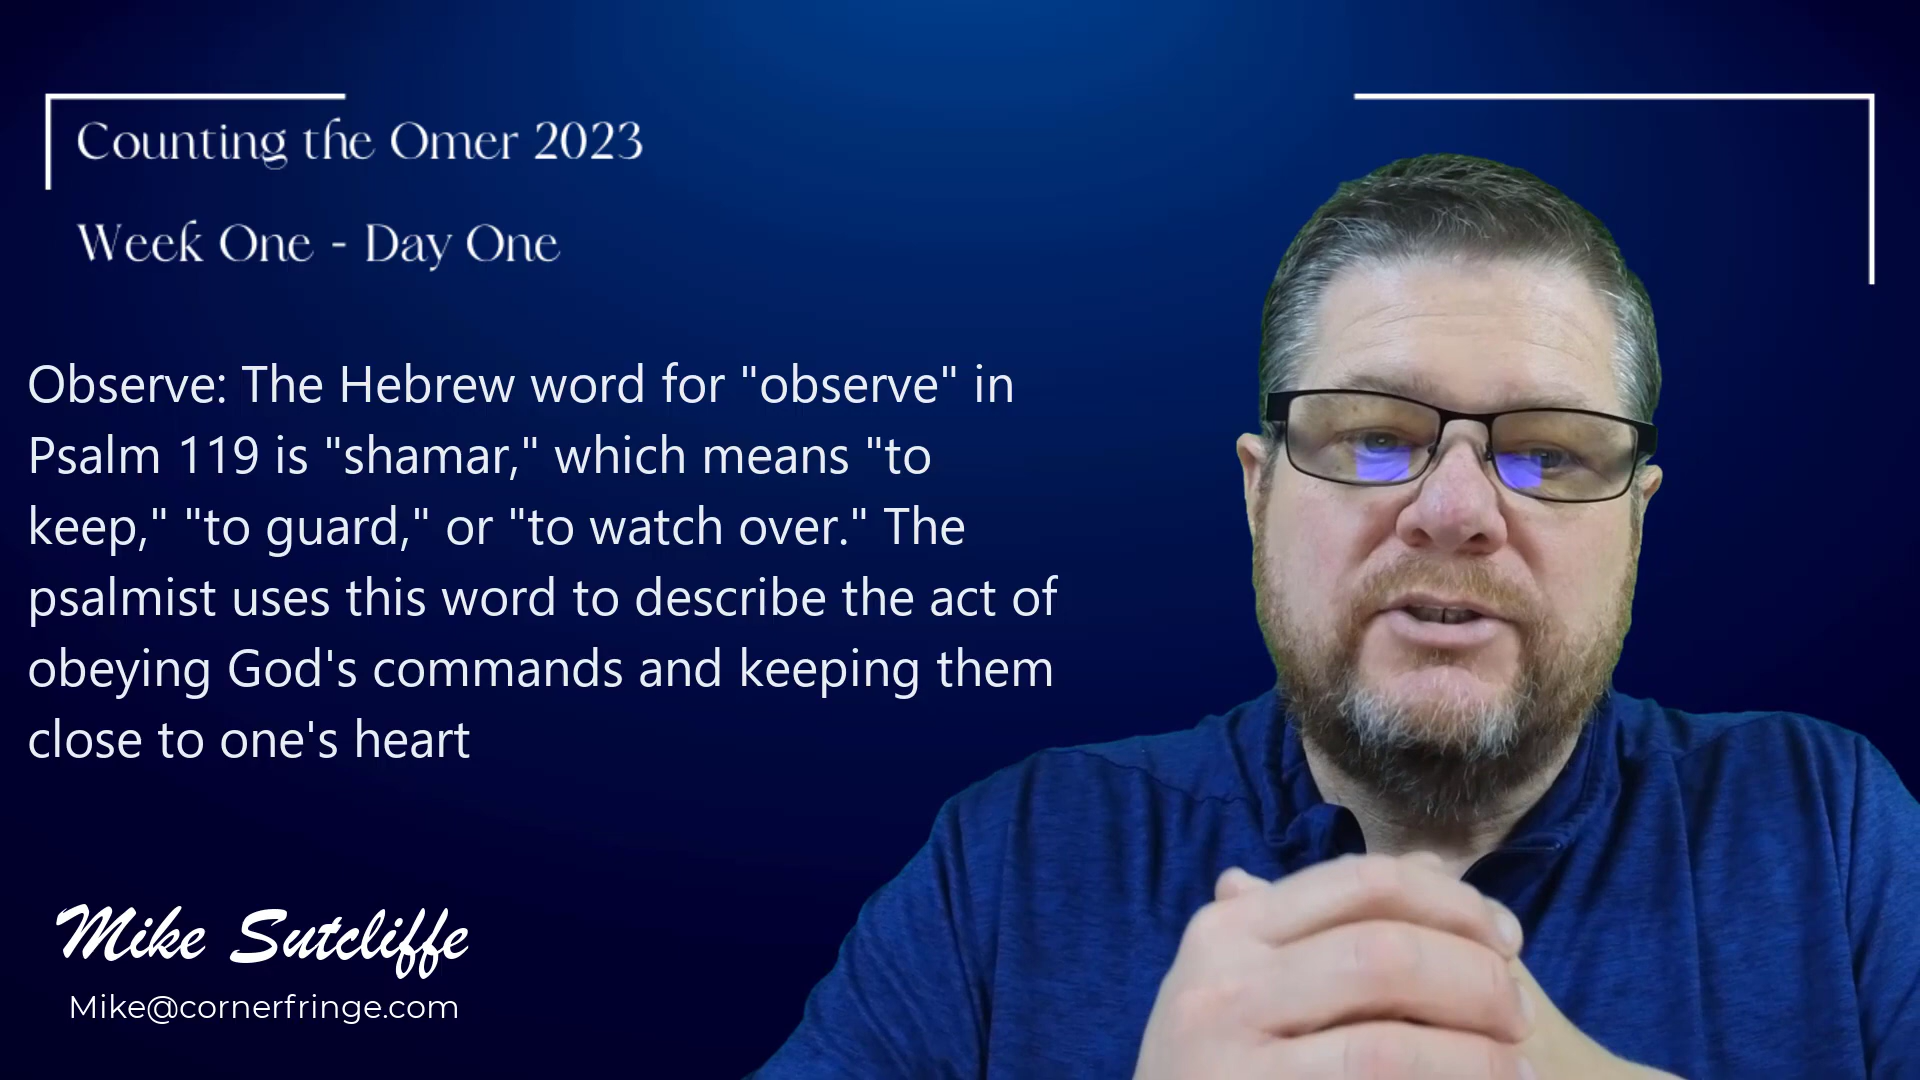 Counting the Omer 2023
Week One - Day One
Observe: The Hebrew word for "observe" in
Psalm 119 is "shamar," which means "to
keep," "to guard," or "to watch over." The
psalmist uses this word to describe the act of
obeying God's commands and keeping them
close to one's heart
Mike Sutcliffe
Mike@cornerfringe.com